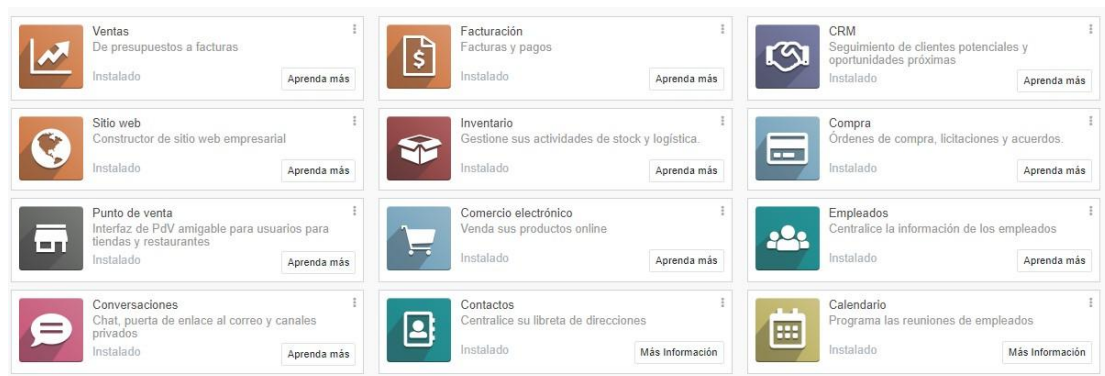 Ventas
De presupuestos a facturas
Instalado
Aprenda más
Facturación
Facturas y pagos
Instalado
Aprenda más
CRM
Seguimiento de clientes potenciales y
oportunidades próximas
Instalado
Aprenda más
Sitio web
Constructor de sitio web empresarial
Instalado
Aprenda más
Inventario
Gestione sus actividades de stock y logística.
Instalado
Aprenda más
Compra
Órdenes de compra, licitaciones y acuerdos.
Instalado
Aprenda más
Punto de venta
Interfaz de PdV amigable para usuarios para
tiendas y restaurantes
Instalado
Aprenda más
Comercio electrónico
Venda sus productos online
Instalado
Aprenda más
Empleados
Centralice la información de los empleados
Instalado
Aprenda más
Conversaciones
Chat, puerta de enlace al correo y canales
privados
Instalado
Aprenda más
Contactos
Centralice su libreta de direcciones
Instalado
Más Información
Calendario
Programa las reuniones de empleados
Instalado
Más Información